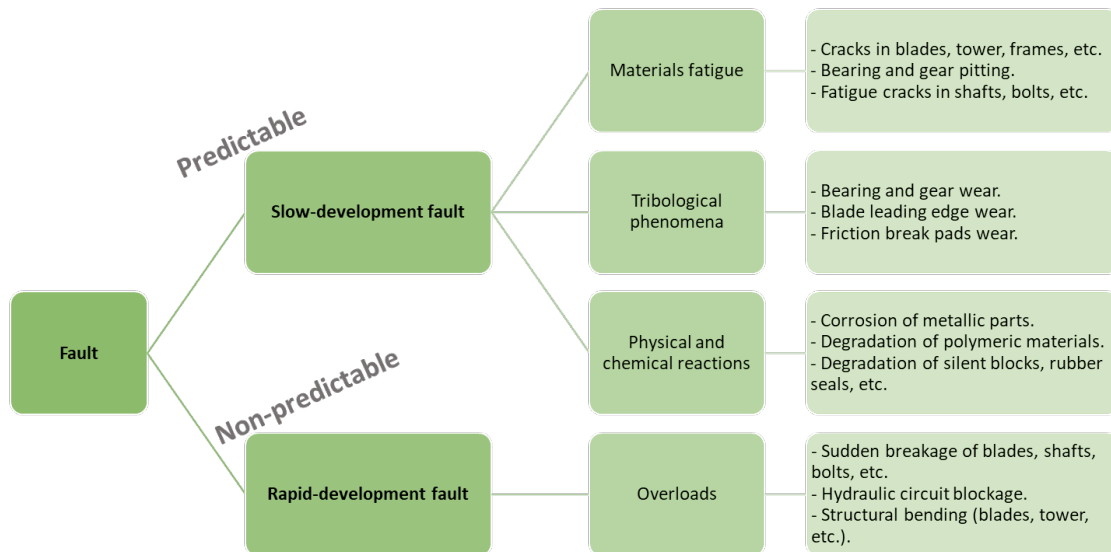 Fault
Predictable
Non-predictable
Slow-development fault
Rapid-development fault
Materials fatigue
- Cracks in blades, tower, frames, etc.
- Bearing and gear pitting.
- Fatigue cracks in shafts, bolts, etc.
Tribological
phenomena
- Bearing and gear wear.
- Blade leading edge wear.
- Friction break pads wear.
Physical and
chemical reactions
- Corrosion of metallic parts.
- Degradation of polymeric materials.
- Degradation of silent blocks, rubber
seals, etc.
Overloads
- Sudden breakage of blades, shafts,
bolts, etc.
- Hydraulic circuit blockage.
- Structural bending (blades, tower,
etc.).